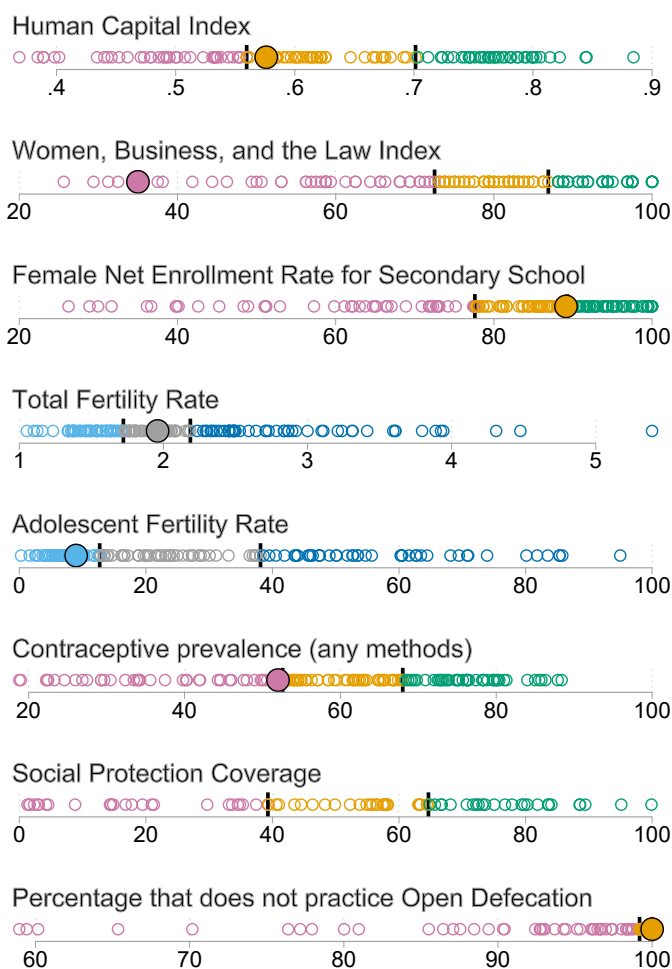 Human Capital Index
.4 .5 .6 .7 .8 .9
Women, Business, and the Law Index
20 40 60 80 100
Female Net Enrollment Rate for Secondary School
20 40 60 80 100
Total Fertility Rate
1 2 3 4 5
Adolescent Fertility Rate
0 20 40 60 80 100
Contraceptive prevalence (any methods)
20 40 60 80 100
Social Protection Coverage
0 20 40 60 80 100
Percentage that does not practice Open Defecation
60 70 80 90 100